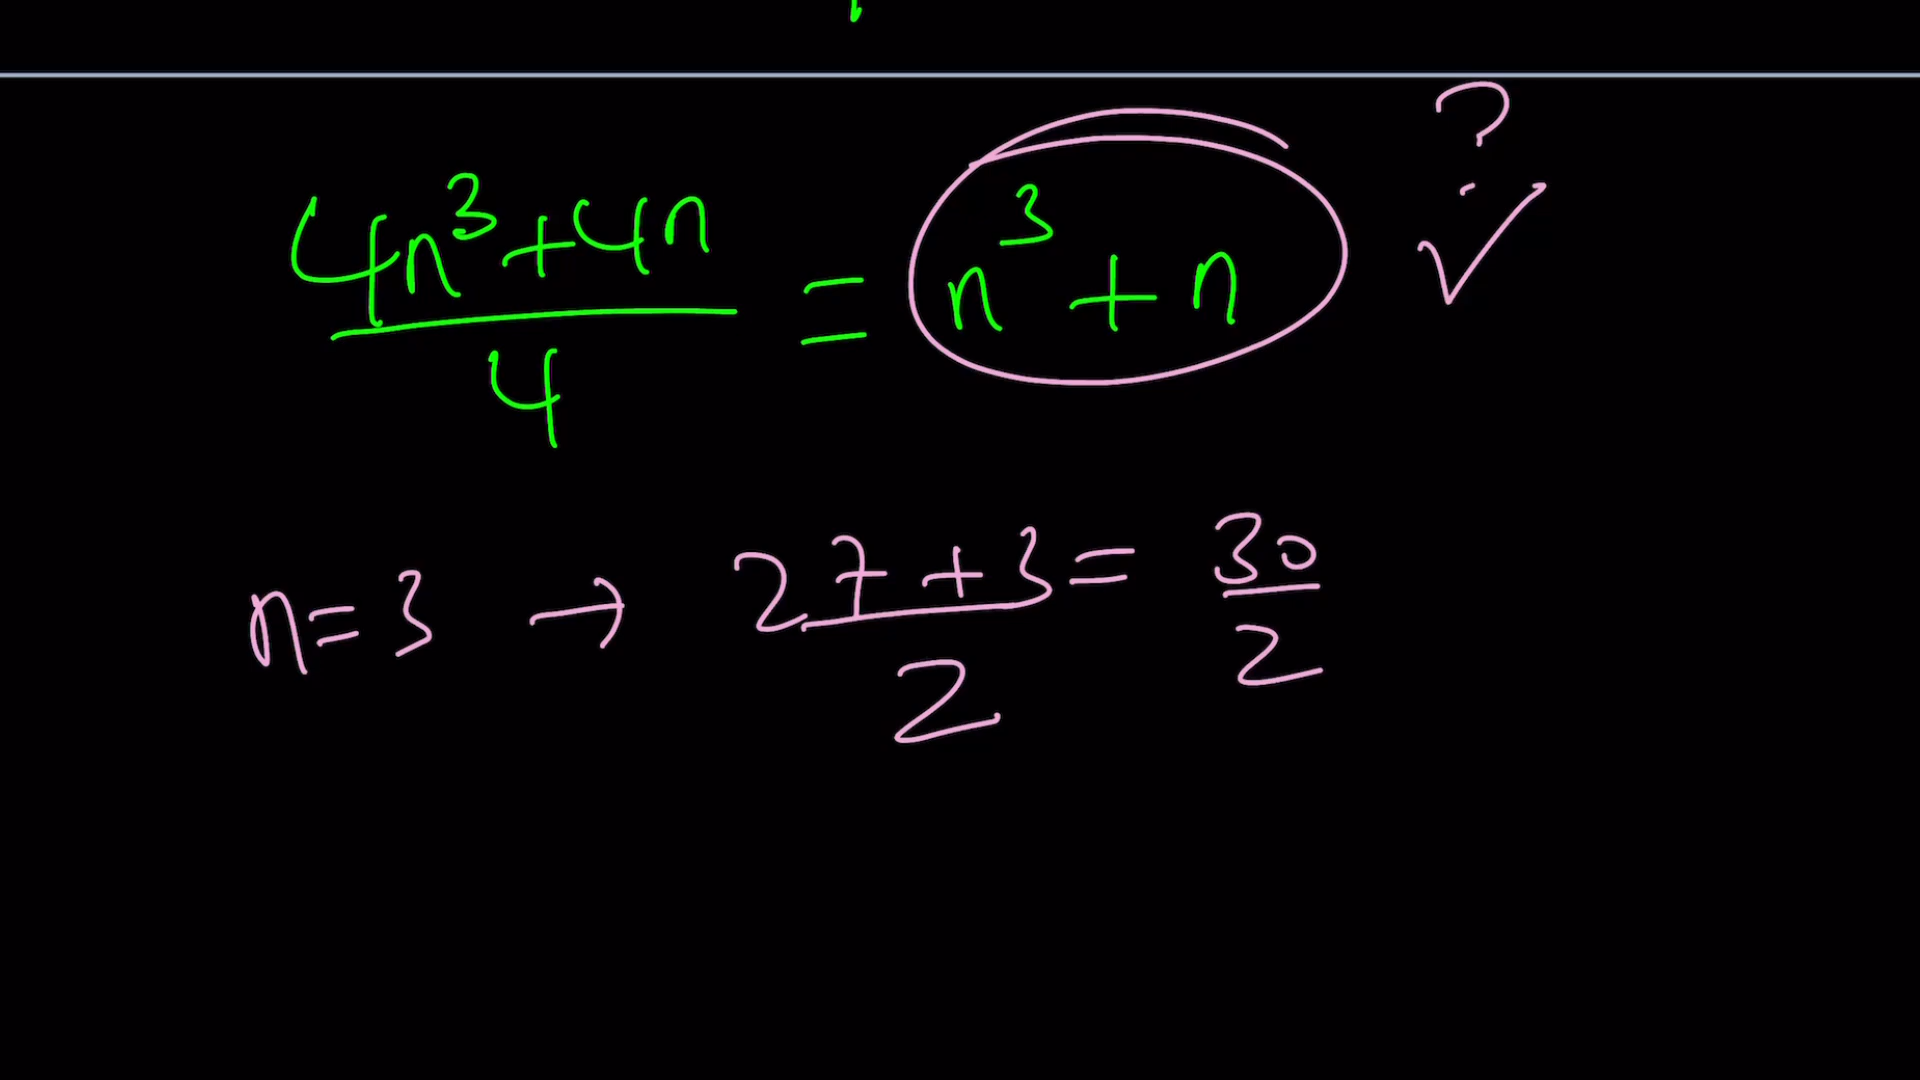 (4n³+4n)/4 = n³ + n ? ✓
n=3 → (27+3)/2 = 30/2